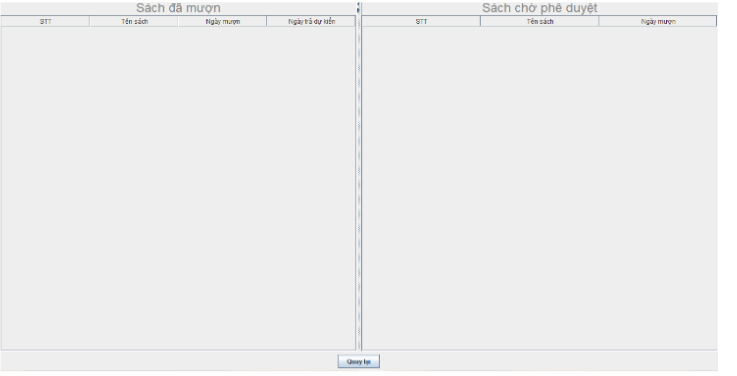 Sách đã mượn
STT Tên sách Ngày mượn Ngày trả dự kiến
Sách chờ phê duyệt
STT Tên sách Ngày mượn
Quay lại